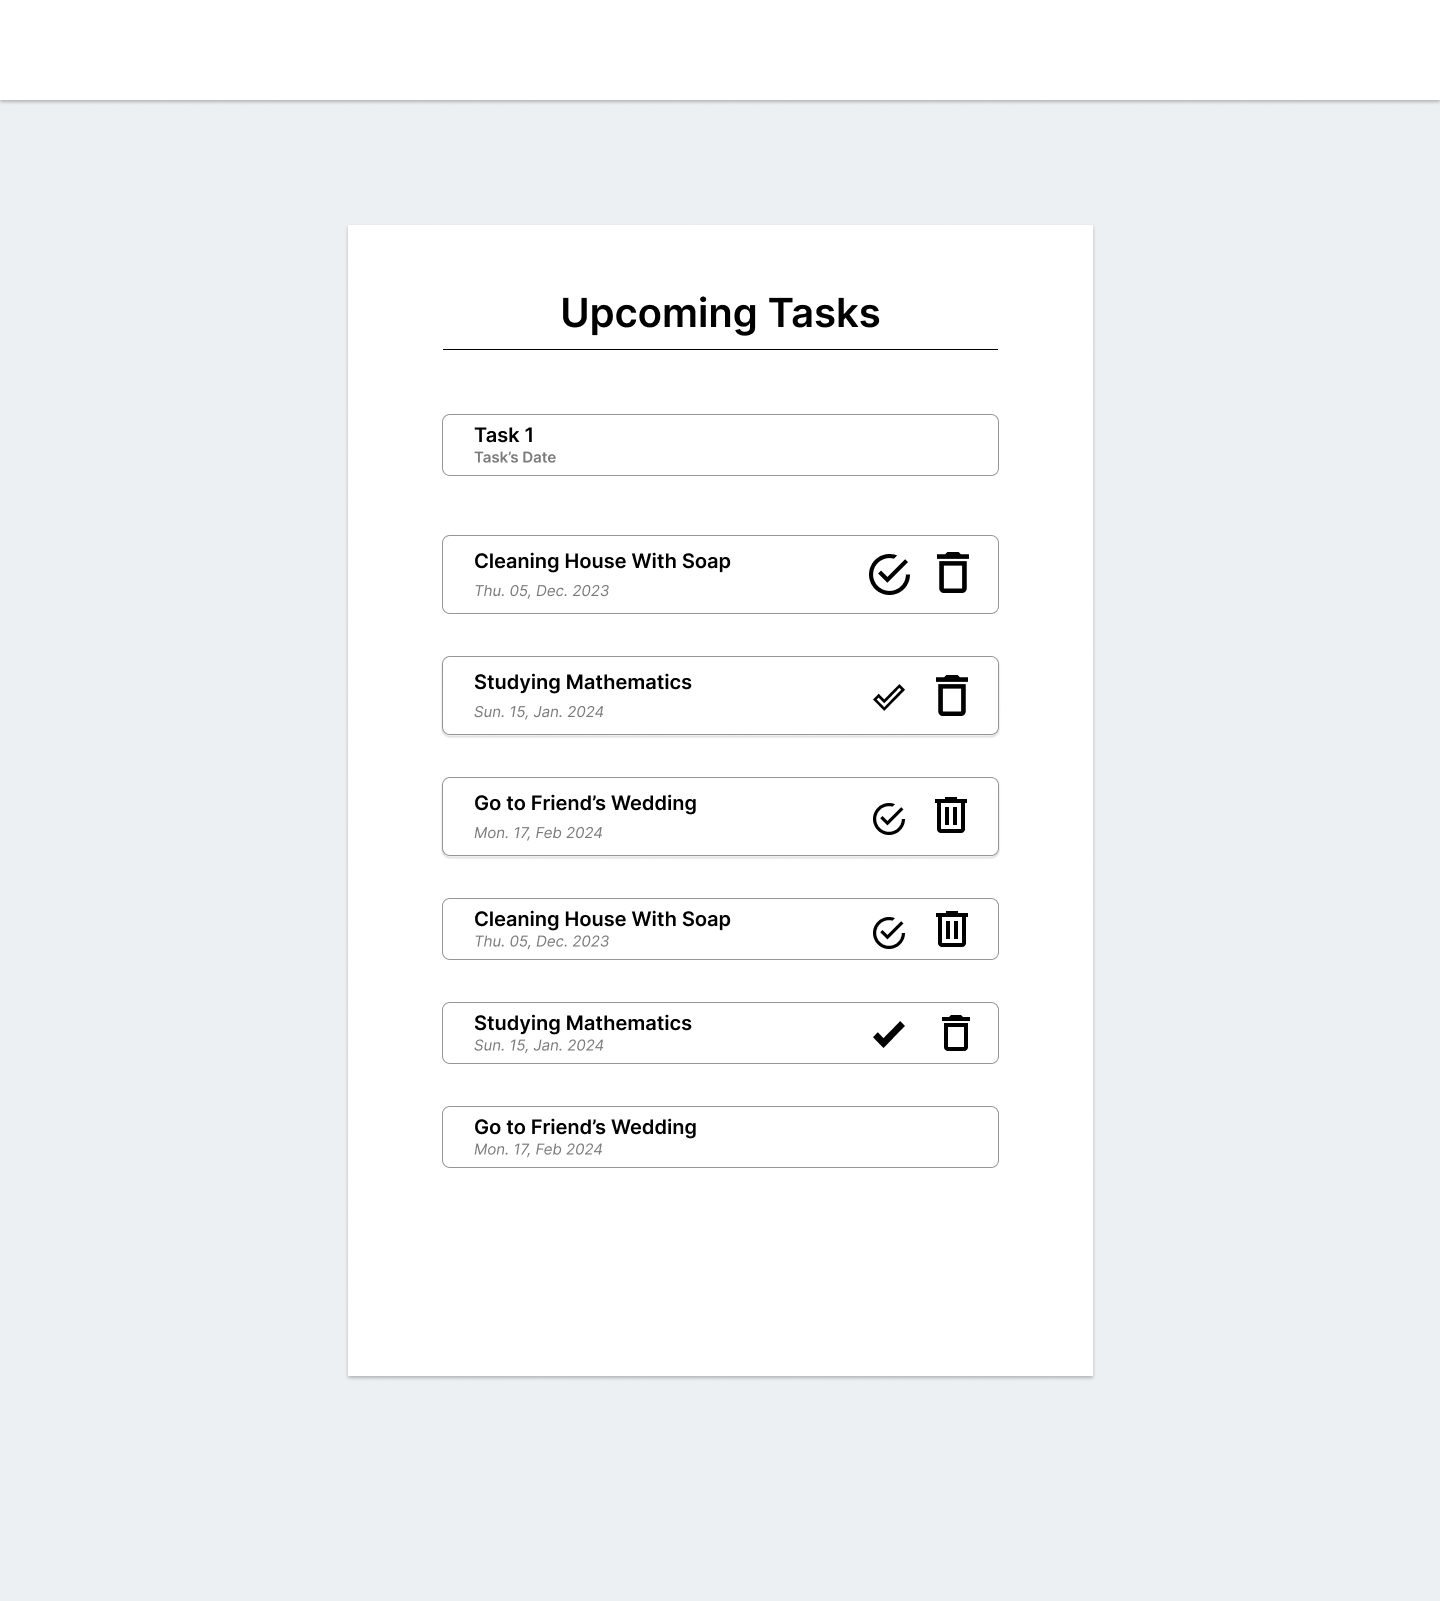 Upcoming Tasks
Task 1
Task’s Date
Cleaning House With Soap
Thu. 05, Dec. 2023
Studying Mathematics
Sun. 15, Jan. 2024
Go to Friend’s Wedding
Mon. 17, Feb 2024
Cleaning House With Soap
Thu. 05, Dec. 2023
Studying Mathematics
Sun. 15, Jan. 2024
Go to Friend’s Wedding
Mon. 17, Feb 2024